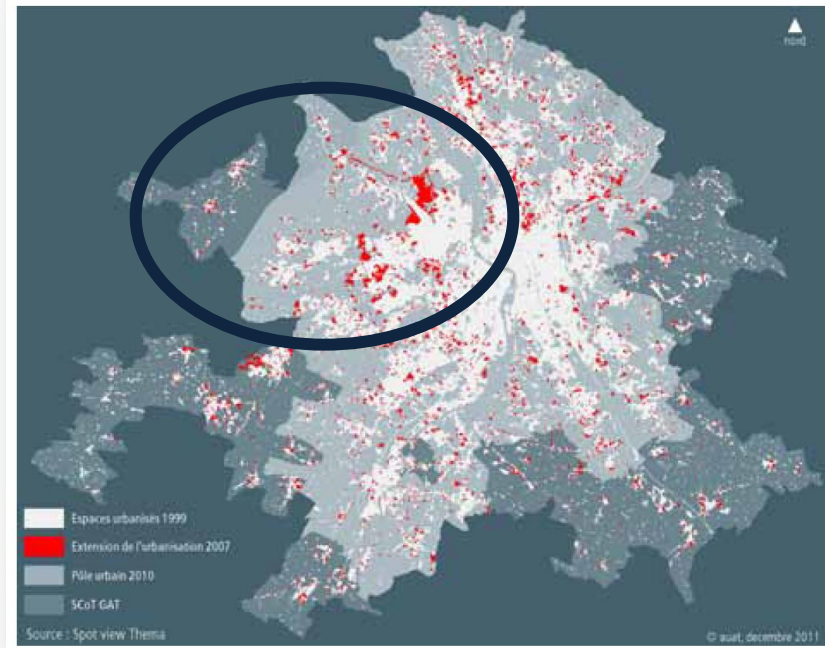 nord
Espaces urbanisés 1999
Extension de l'urbanisation 2007
Pôle urbain 2010
SCoT GAT
Source : Spot view Thema
© auat, decembre 2011